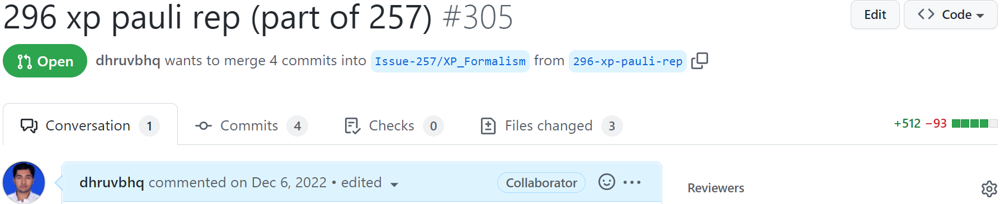 296 xp pauli rep (part of 257) #305
Edit
Code
Open
dhruvbhq wants to merge 4 commits into Issue-257/XP_Formalism from 296-xp-pauli-rep
Conversation 1
Commits 4
Checks 0
Files changed 3
+512 −93
dhruvbhq commented on Dec 6, 2022 • edited
Collaborator
Reviewers